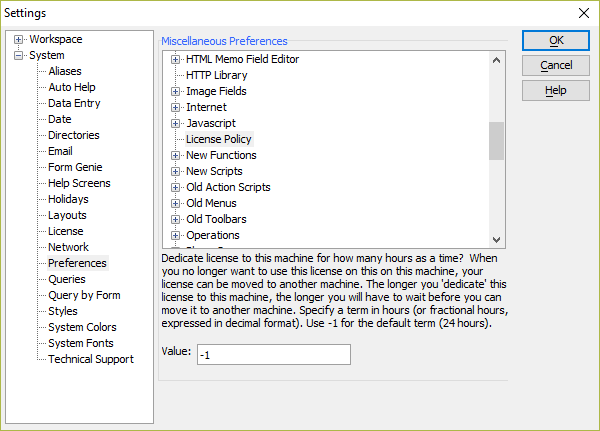 Settings
Workspace
System
Aliases
Auto Help
Data Entry
Date
Directories
Email
Form Genie
Help Screens
Holidays
Layouts
License
Network
Preferences
Queries
Query by Form
Styles
System Colors
System Fonts
Technical Support
Miscellaneous Preferences
HTML Memo Field Editor
HTTP Library
Image Fields
Internet
Javascript
License Policy
New Functions
New Scripts
Old Action Scripts
Old Menus
Old Toolbars
Operations
Dedicate license to this machine for how many hours as a time? When
you no longer want to use this license on this on this machine, your
license can be moved to another machine. The longer you 'dedicate' this
license to this machine, the longer you will have to wait before you can
move it to another machine. Specify a term in hours (or fractional hours,
expressed in decimal format). Use -1 for the default term (24 hours).
Value:
-1
OK
Cancel
Help